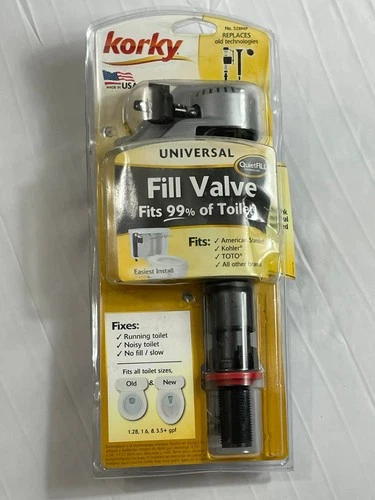 korky
MADE IN USA
No. 528MP
REPLACES
old technologies
UNIVERSAL
QuietFILL
Fill Valve
Fits 99% of Toilets
Fits: ✓ American Standard
✓ Kohler®
✓ TOTO®
✓ All other brands
Easiest Install
Fixes:
✓ Running toilet
✓ Noisy toilet
✓ No fill / slow
Fits all toilet sizes,
Old & New
1.28, 1.6, & 3.5+ gpf